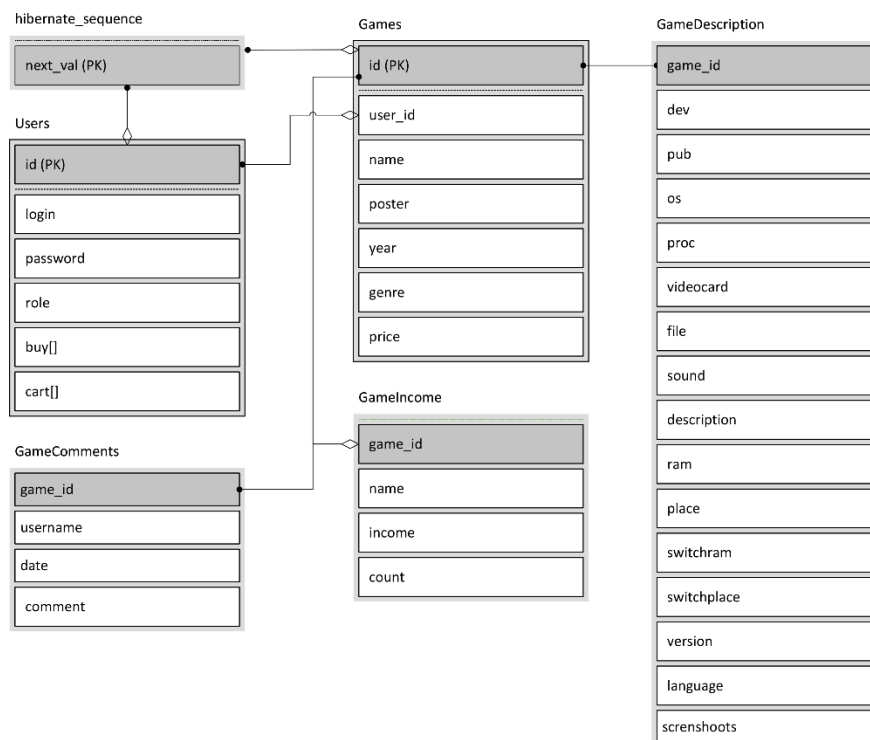 hibernate_sequence
next_val (PK)
Users
id (PK)
login
password
role
buy[]
cart[]
GameComments
game_id
username
date
comment
Games
id (PK)
user_id
name
poster
year
genre
price
GameIncome
game_id
name
income
count
GameDescription
game_id
dev
pub
os
proc
videocard
file
sound
description
ram
place
switchram
switchplace
version
language
screnshoots